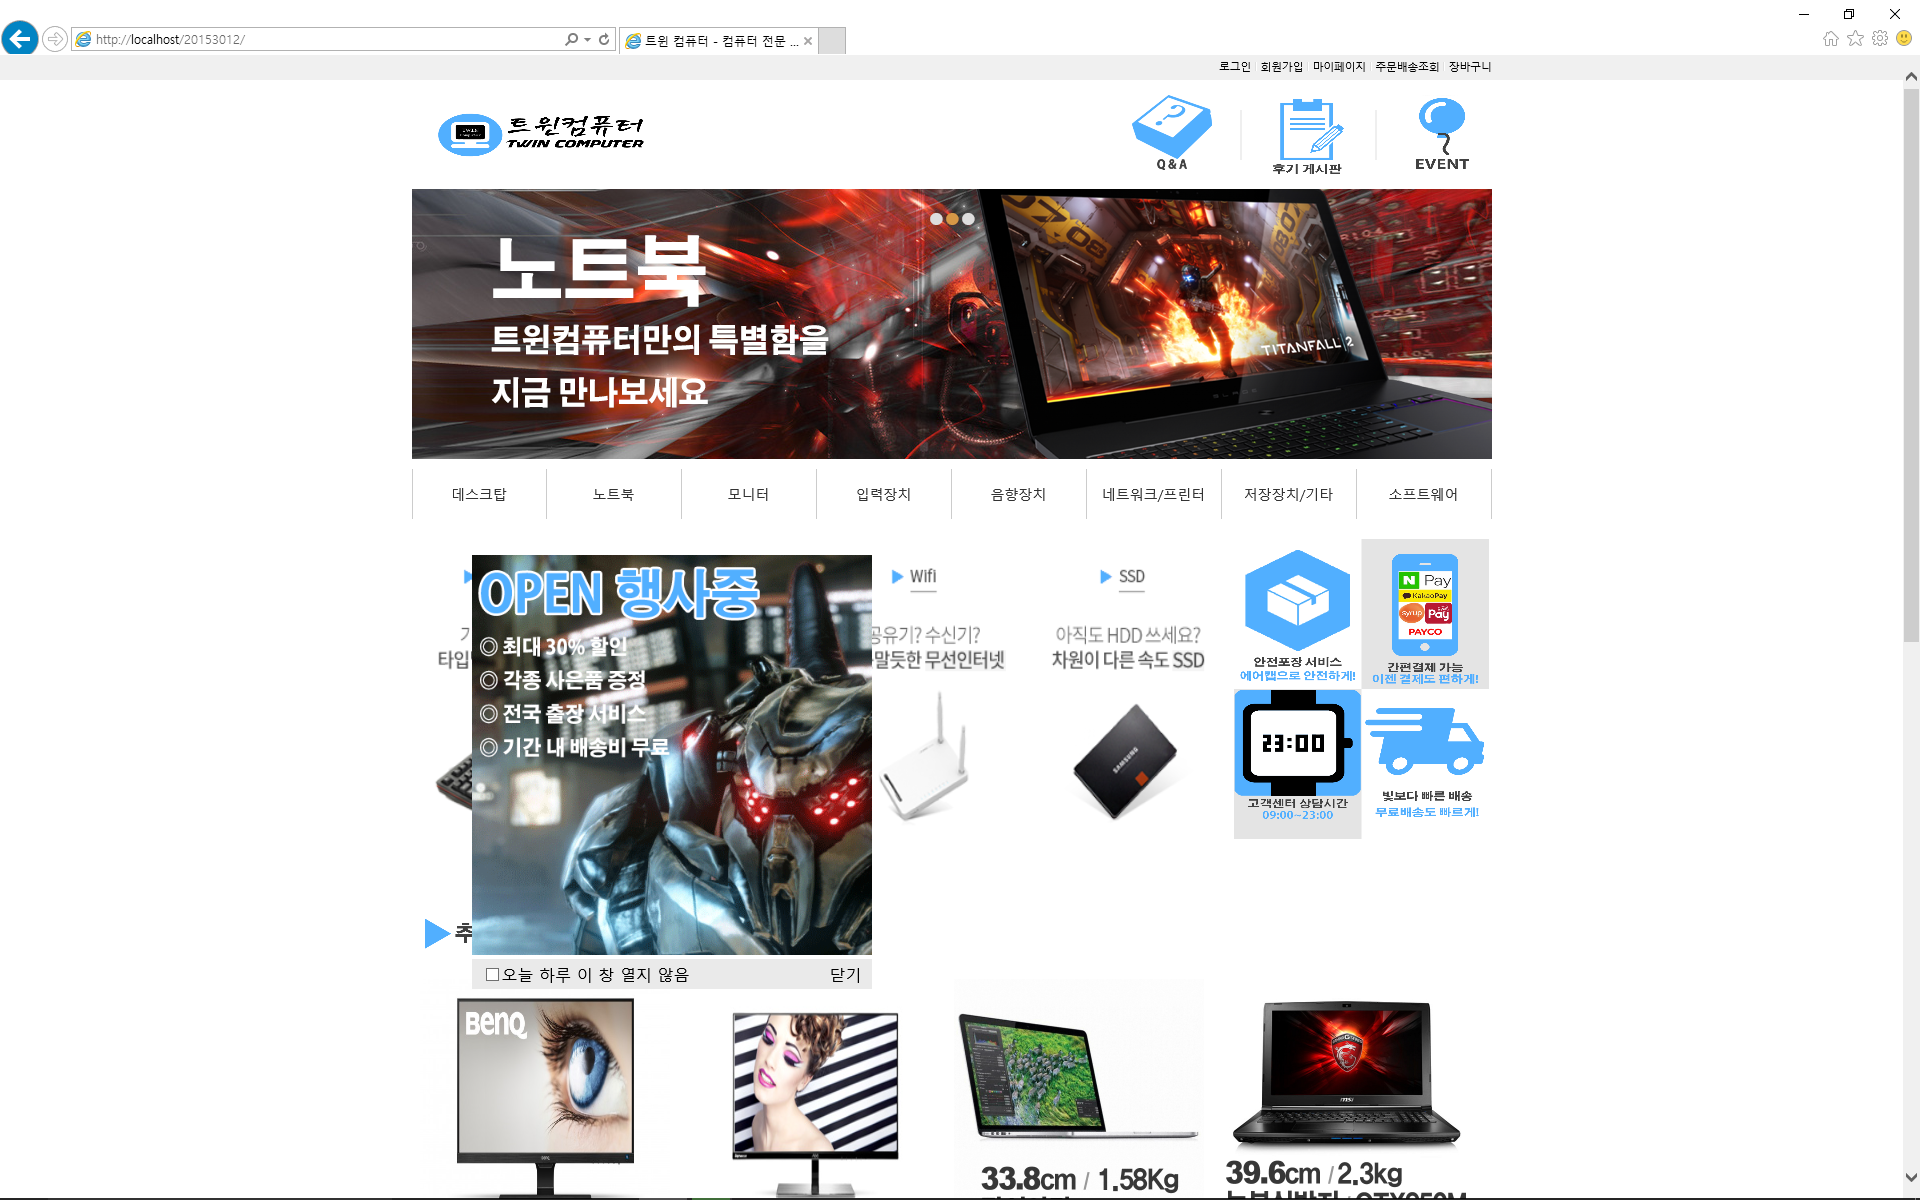 http://localhost/20153012/
트윈 컴퓨터 - 컴퓨터 전문 ...
로그인 회원가입 마이페이지 주문배송조회 장바구니
트윈컴퓨터
TWIN COMPUTER
Q&A
후기 게시판
EVENT
노트북
트윈컴퓨터만의 특별함을
지금 만나보세요
TITANFALL 2
데스크탑
노트북
모니터
입력장치
음향장치
네트워크/프린터
저장장치/기타
소프트웨어
OPEN 행사중
◎ 최대 30% 할인
◎ 각종 사은품 증정
◎ 전국 출장 서비스
◎ 기간 내 배송비 무료
오늘 하루 이 창 열지 않음
닫기
Wifi
공유기? 수신기?
말듯한 무선인터넷
SSD
아직도 HDD 쓰세요?
차원이 다른 속도 SSD
SAMSUNG
안전포장 서비스
에어캡으로 안전하게!
N Pay
KakaoPay
syrup Pay
PAYCO
간편결제 가능
이젠 결제도 편하게!
23:00
고객센터 상담시간
09:00~23:00
빛보다 빠른 배송
무료배송도 빠르게!
BenQ
33.8cm / 1.58Kg
39.6cm / 2.3kg